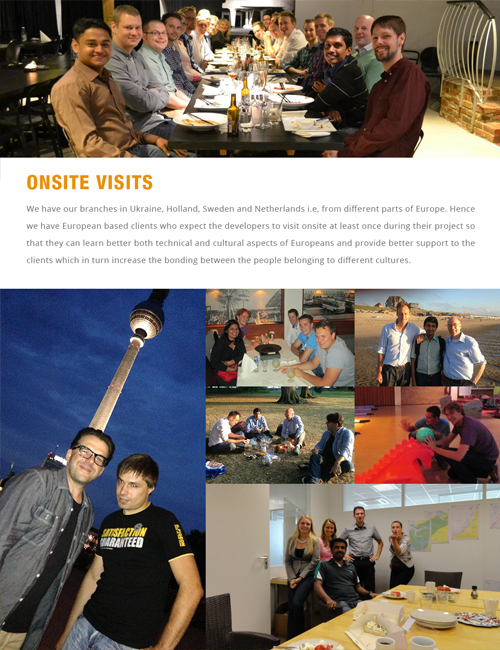 ONSITE VISITS
We have our branches in Ukraine, Holland, Sweden and Netherlands i.e, from different parts of Europe. Hence
we have European based clients who expect the developers to visit onsite at least once during their project so
that they can learn better both technical and cultural aspects of Europeans and provide better support to the
clients which in turn increase the bonding between the people belonging to different cultures.
SATISFACTION
GUARANTEED